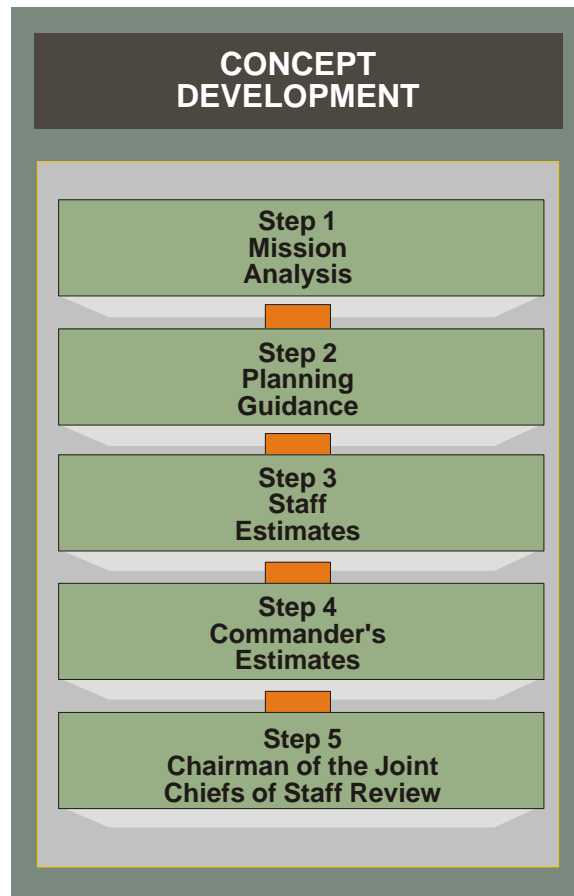 CONCEPT
DEVELOPMENT
Step 1
Mission
Analysis
Step 2
Planning
Guidance
Step 3
Staff
Estimates
Step 4
Commander's
Estimates
Step 5
Chairman of the Joint
Chiefs of Staff Review